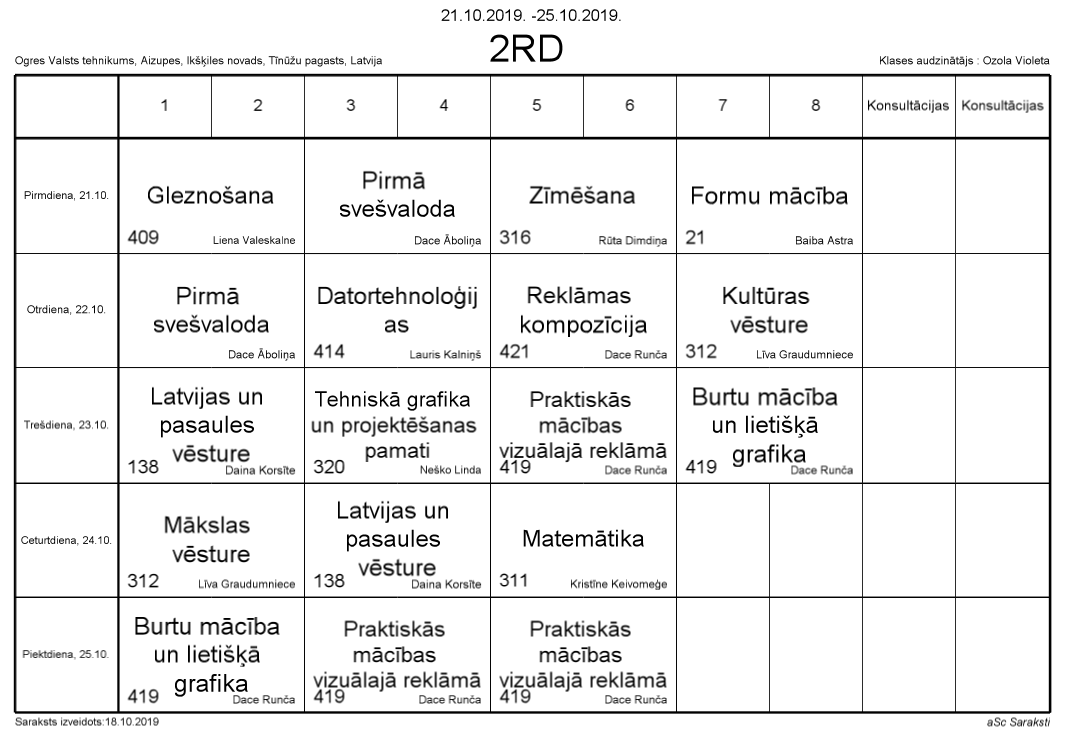 21.10.2019. -25.10.2019.
2RD
Ogres Valsts tehnikums, Aizupes, Ikšķiles novads, Tīnūžu pagasts, Latvija
Klases audzinātājs : Ozola Violeta
1 2 3 4 5 6 7 8 Konsultācijas Konsultācijas
Pirmdiena, 21.10.
Gleznošana
409 Liena Valeskalne
Pirmā
svešvaloda
Dace Āboliņa
Zīmēšana
316 Rūta Dimdiņa
Formu mācība
21 Baiba Astra
Otrdiena, 22.10.
Pirmā
svešvaloda
Dace Āboliņa
Datortehnoloģij
as
414 Lauris Kalniņš
Reklāmas
kompozīcija
421 Dace Runča
Kultūras
vēsture
312 Līva Graudumniece
Trešdiena, 23.10.
Latvijas un
pasaules
vēsture
138 Daina Korsīte
Tehniskā grafika
un projektēšanas
pamati
320 Neško Linda
Praktiskās
mācības
vizuālajā reklāmā
419 Dace Runča
Burtu mācība
un lietišķā
grafika
419 Dace Runča
Ceturtdiena, 24.10.
Mākslas
vēsture
312 Līva Graudumniece
Latvijas un
pasaules
vēsture
138 Daina Korsīte
Matemātika
311 Kristīne Keivomeģe
Piektdiena, 25.10.
Burtu mācība
un lietišķā
grafika
419 Dace Runča
Praktiskās
mācības
vizuālajā reklāmā
419 Dace Runča
Praktiskās
mācības
vizuālajā reklāmā
419 Dace Runča
Saraksts izveidots:18.10.2019
aSc Saraksti